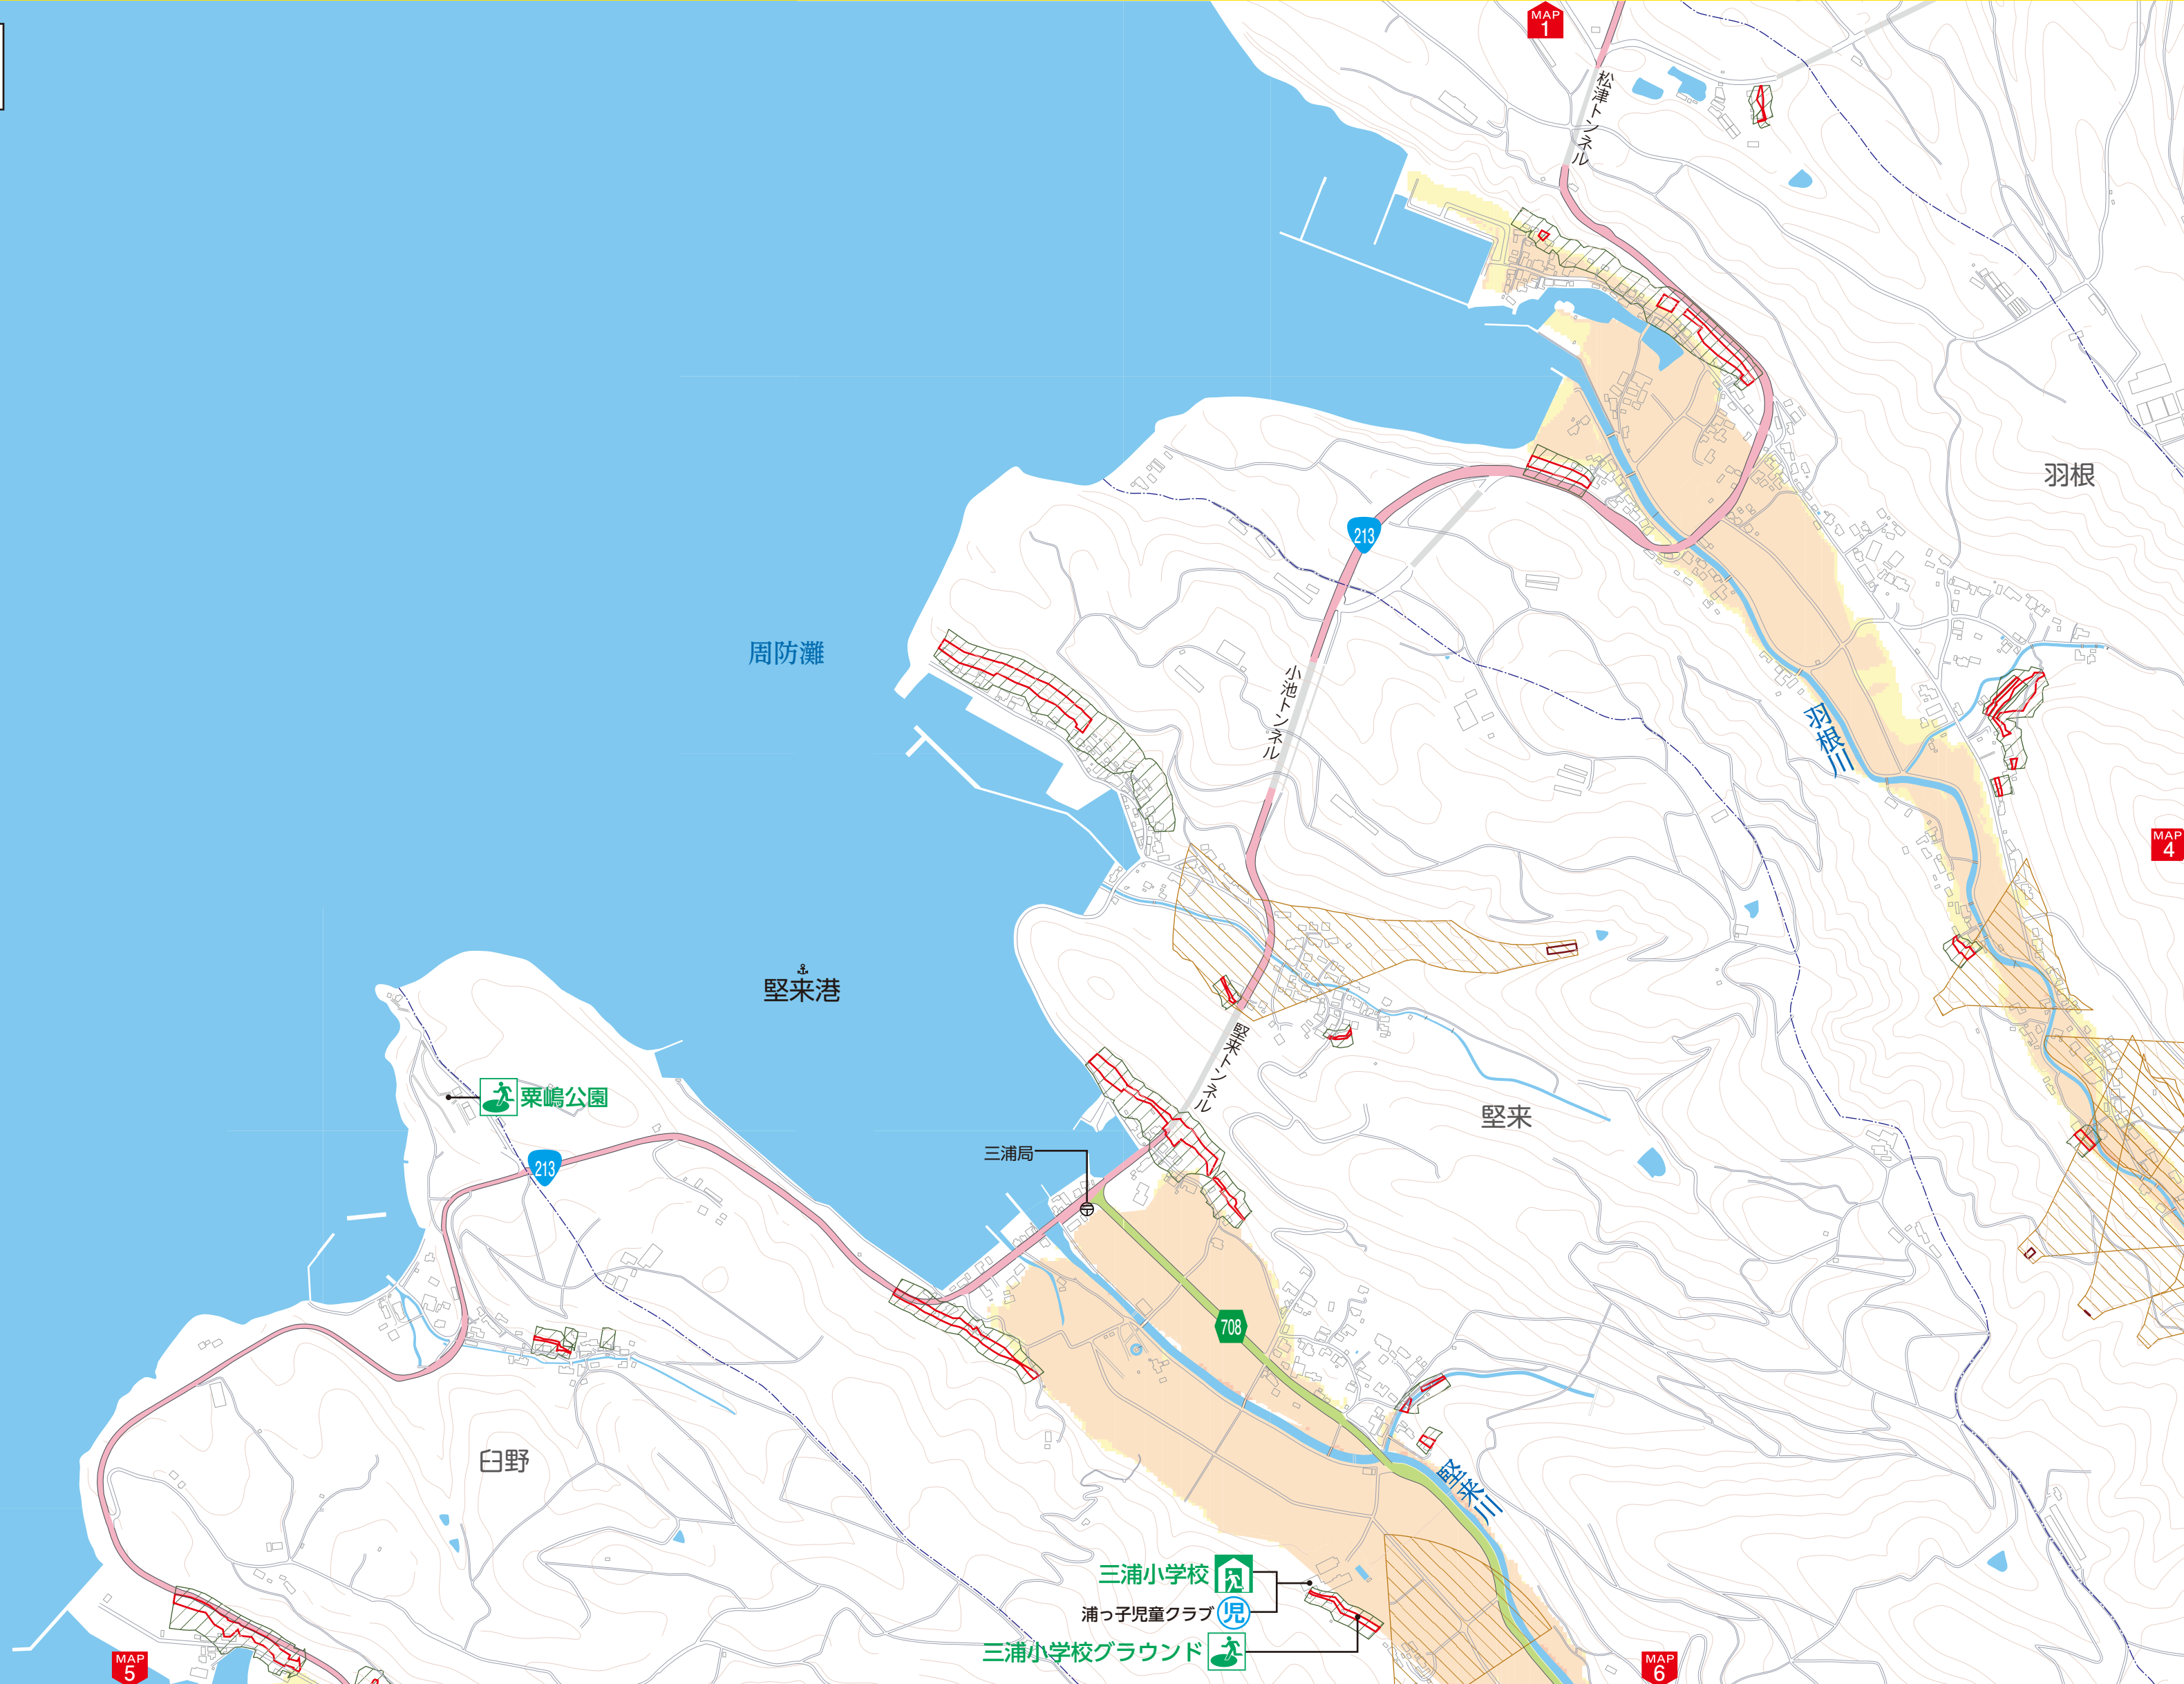 MAP
1
松津トンネル
羽根
213
周防灘
小池トンネル
羽根川
MAP
4
堅来港
堅来トンネル
粟嶋公園
堅来
三浦局
213
708
臼野
堅来川
三浦小学校
浦っ子児童クラブ 児
三浦小学校グラウンド
MAP
5
MAP
6